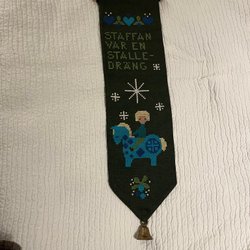 STAFFAN
VAR EN
STALLE-
DRÄNG